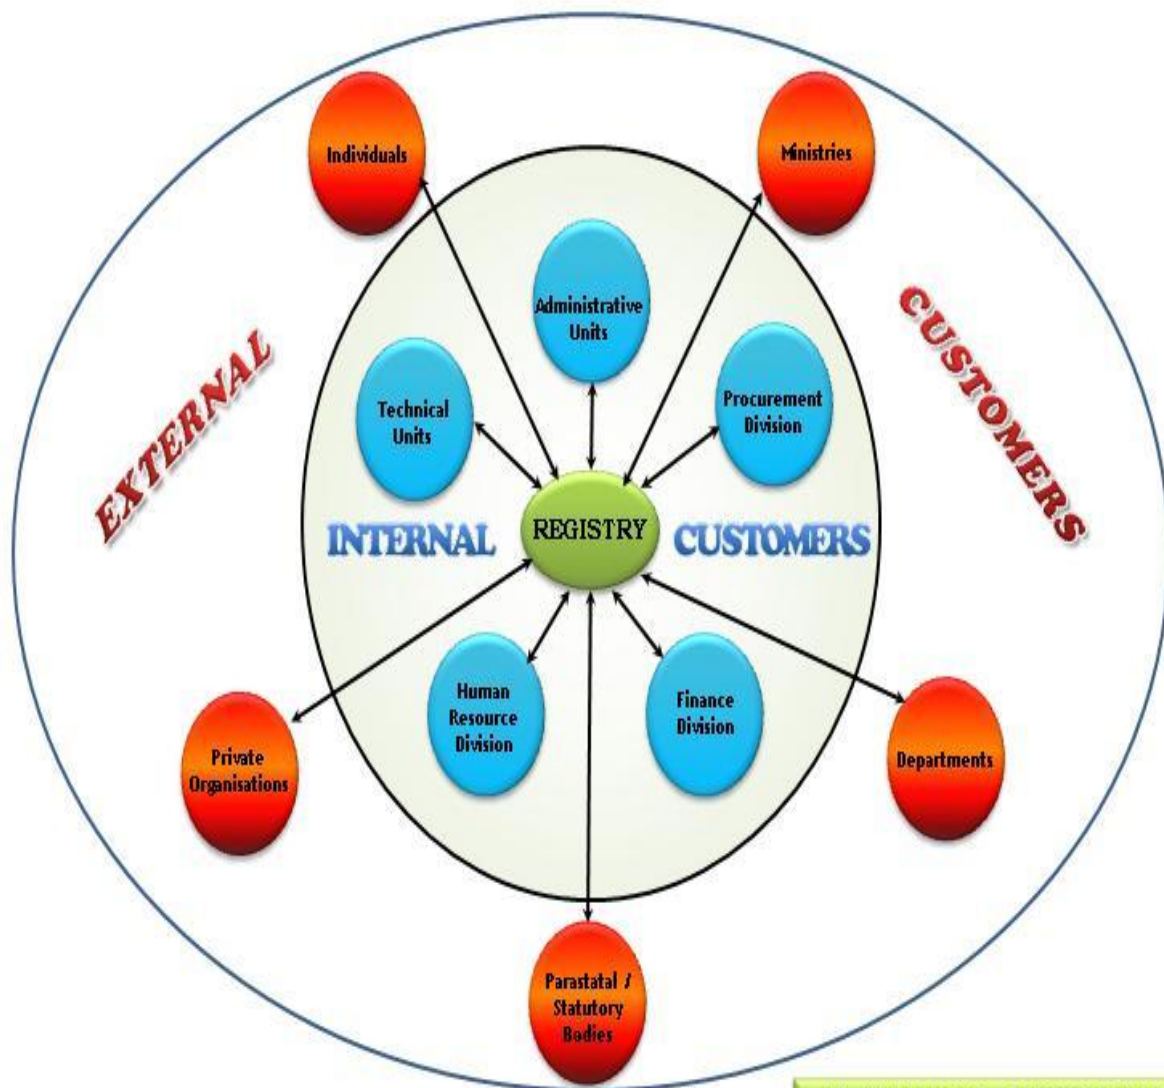 Individuals
Ministries
Administrative
Units
Technical
Units
Procurement
Division
EXTERNAL
CUSTOMERS
INTERNAL
REGISTRY
CUSTOMERS
Human
Resource
Division
Finance
Division
Private
Organisations
Departments
Parastatal /
Statutory
Bodies